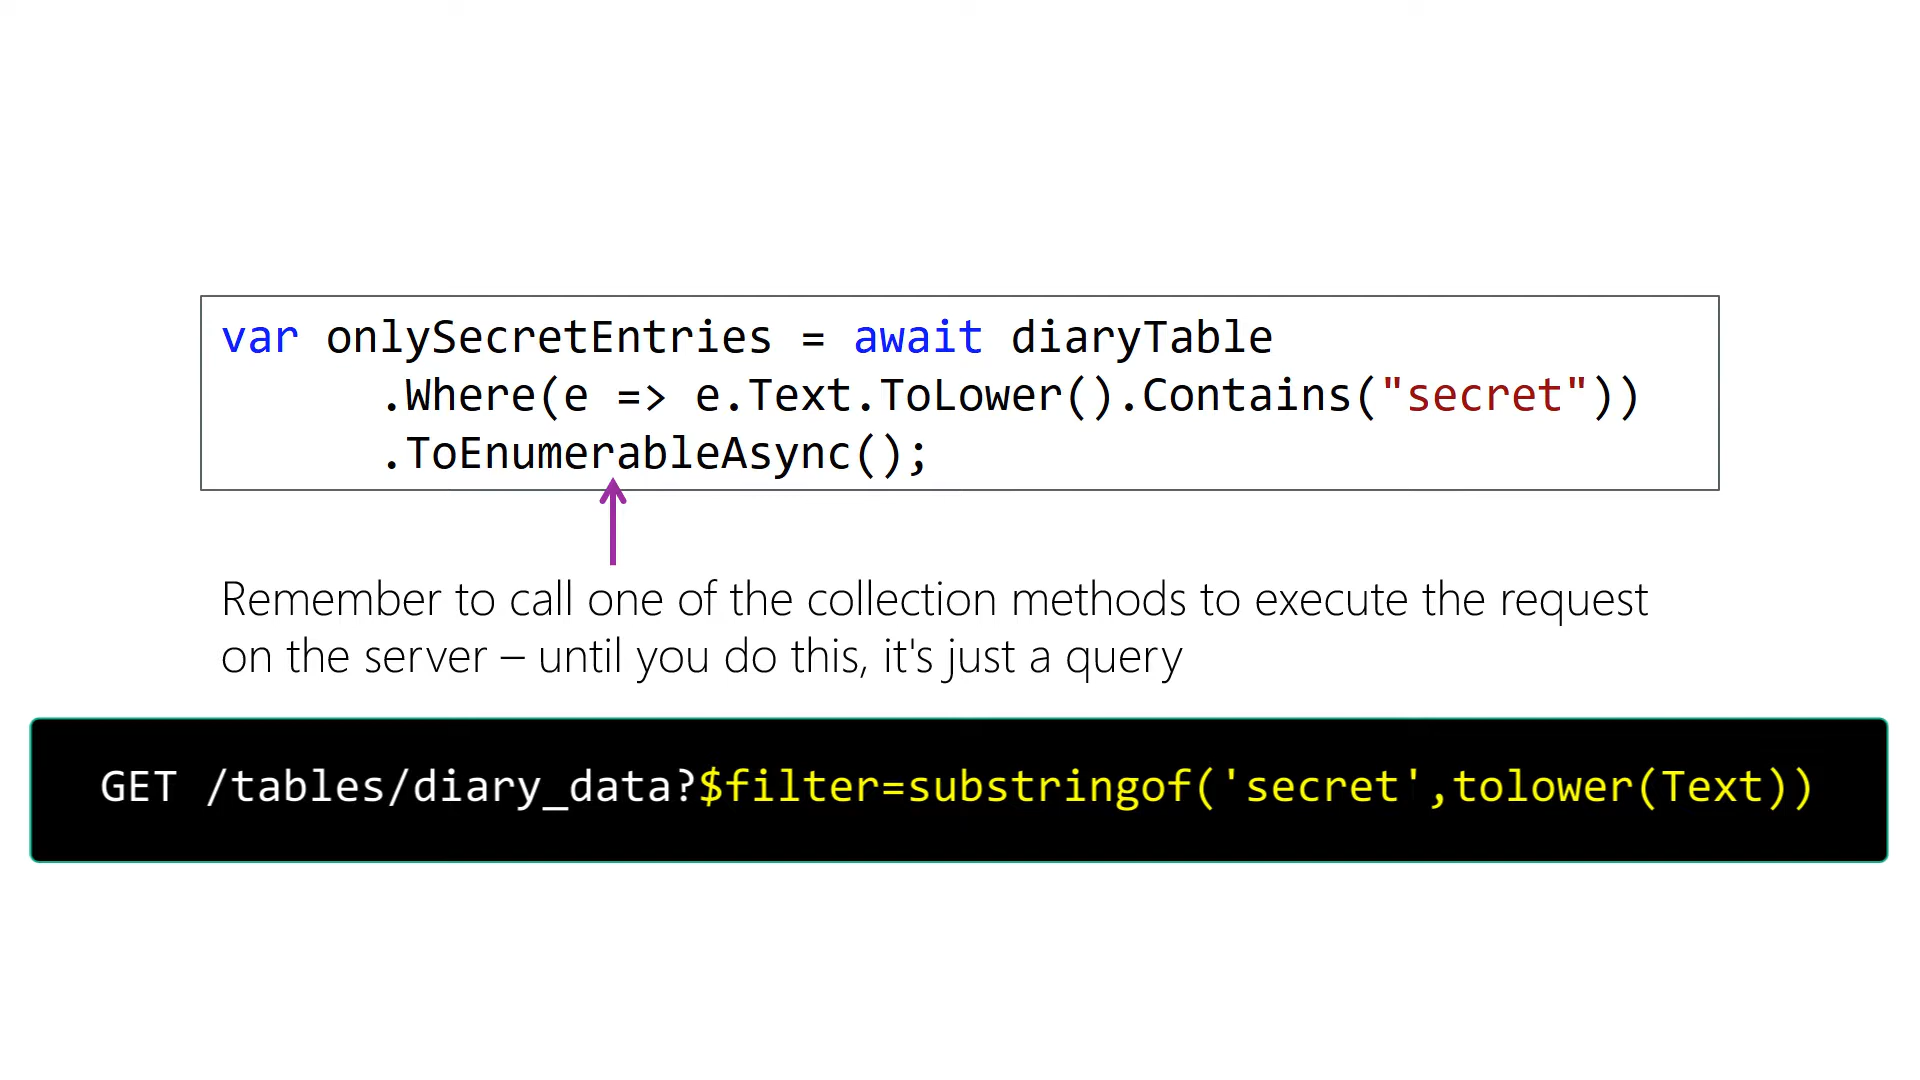 var onlySecretEntries = await diaryTable
.Where(e => e.Text.ToLower().Contains("secret"))
.ToEnumerableAsync();
Remember to call one of the collection methods to execute the request
on the server – until you do this, it's just a query
GET /tables/diary_data?$filter=substringof('secret',tolower(Text))